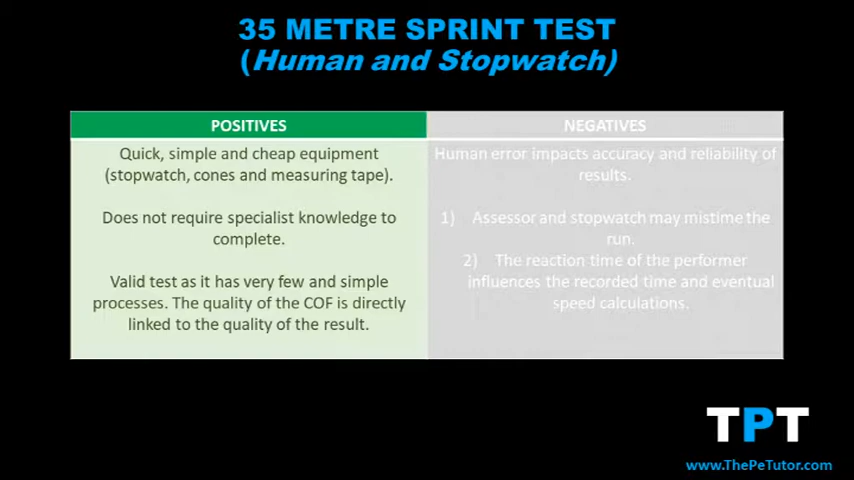 35 METRE SPRINT TEST
(Human and Stopwatch)
POSITIVES
Quick, simple and cheap equipment
(stopwatch, cones and measuring tape).
Does not require specialist knowledge to
complete.
Valid test as it has very few and simple
processes. The quality of the COF is directly
linked to the quality of the result.
NEGATIVES
Human error impacts accuracy and reliability of
results.
1) Assessor and stopwatch may mistime the
run.
2) The reaction time of the performer
influences the recorded time and eventual
speed calculations.
TPT
www.ThePeTutor.com